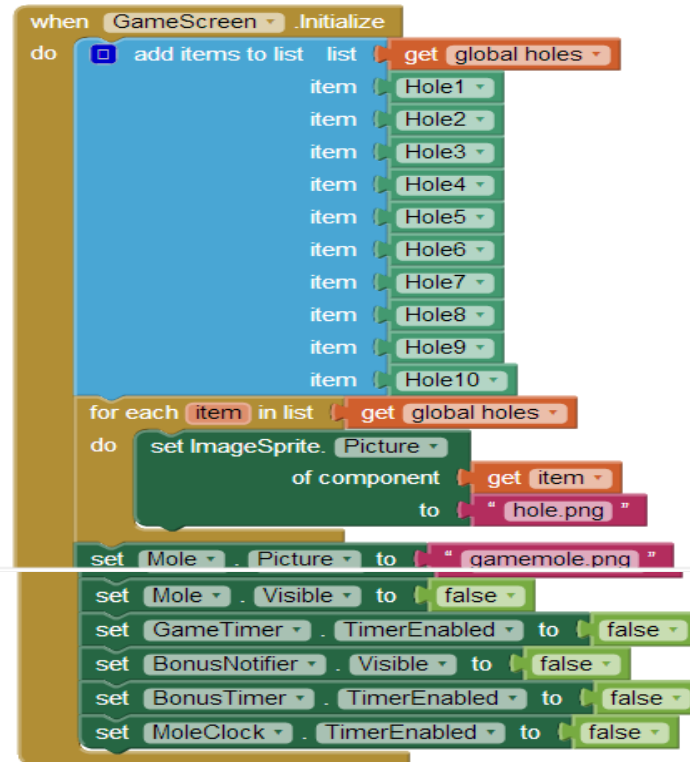 when GameScreen .Initialize
do add items to list list get global holes
item Hole1
item Hole2
item Hole3
item Hole4
item Hole5
item Hole6
item Hole7
item Hole8
item Hole9
item Hole10
for each item in list get global holes
do set ImageSprite. Picture
of component get item
to " hole.png "
set Mole . Picture to " gamemole.png "
set Mole . Visible to false
set GameTimer . TimerEnabled to false
set BonusNotifier . Visible to false
set BonusTimer . TimerEnabled to false
set MoleClock . TimerEnabled to false